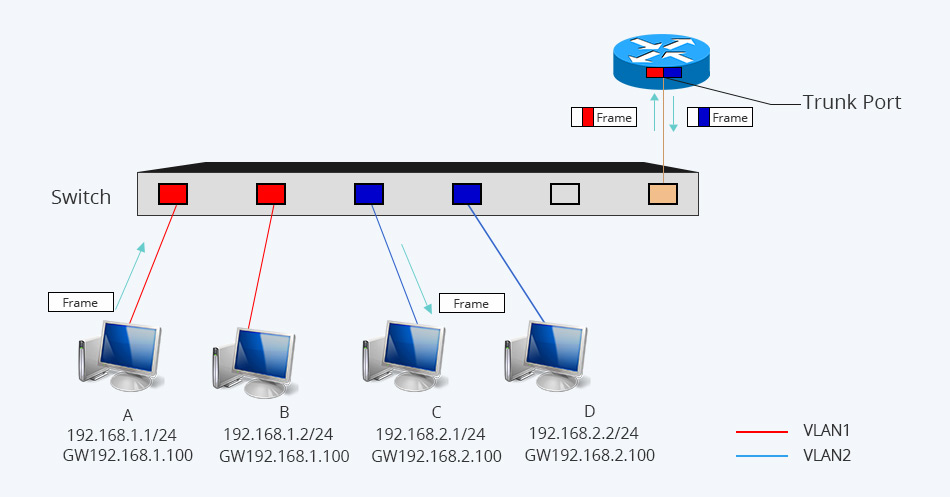 Trunk Port
Frame
Frame
Switch
Frame
Frame
A
192.168.1.1/24
GW192.168.1.100
B
192.168.1.2/24
GW192.168.1.100
C
192.168.2.1/24
GW192.168.2.100
D
192.168.2.2/24
GW192.168.2.100
VLAN1
VLAN2